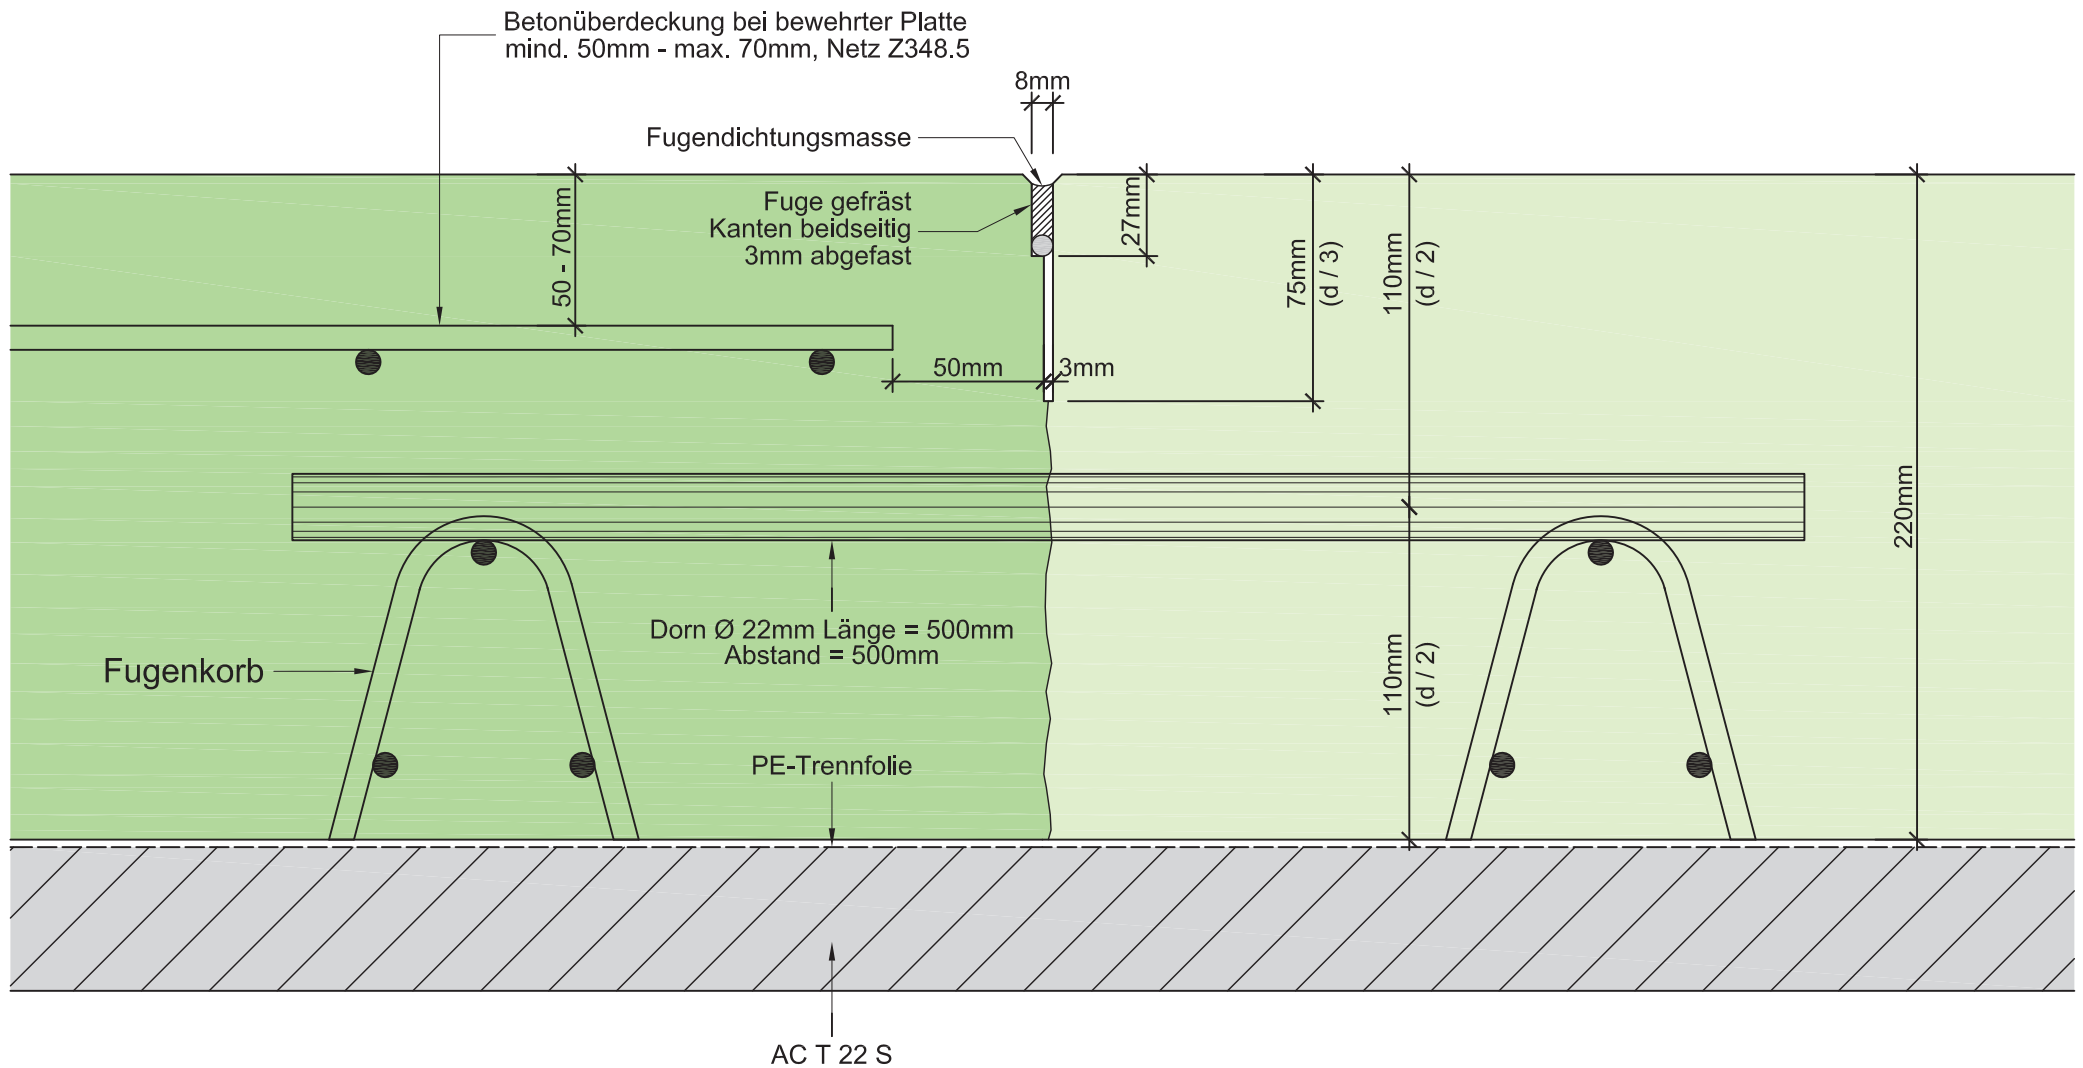 Betonüberdeckung bei bewehrter Platte
mind. 50mm - max. 70mm, Netz Z348.5
8mm
Fugendichtungsmasse
Fuge gefräst
Kanten beidseitig
3mm abgefast
50 - 70mm
27mm
75mm
(d / 3)
110mm
(d / 2)
50mm
3mm
220mm
Dorn Ø 22mm Länge = 500mm
Abstand = 500mm
Fugenkorb
110mm
(d / 2)
PE-Trennfolie
AC T 22 S